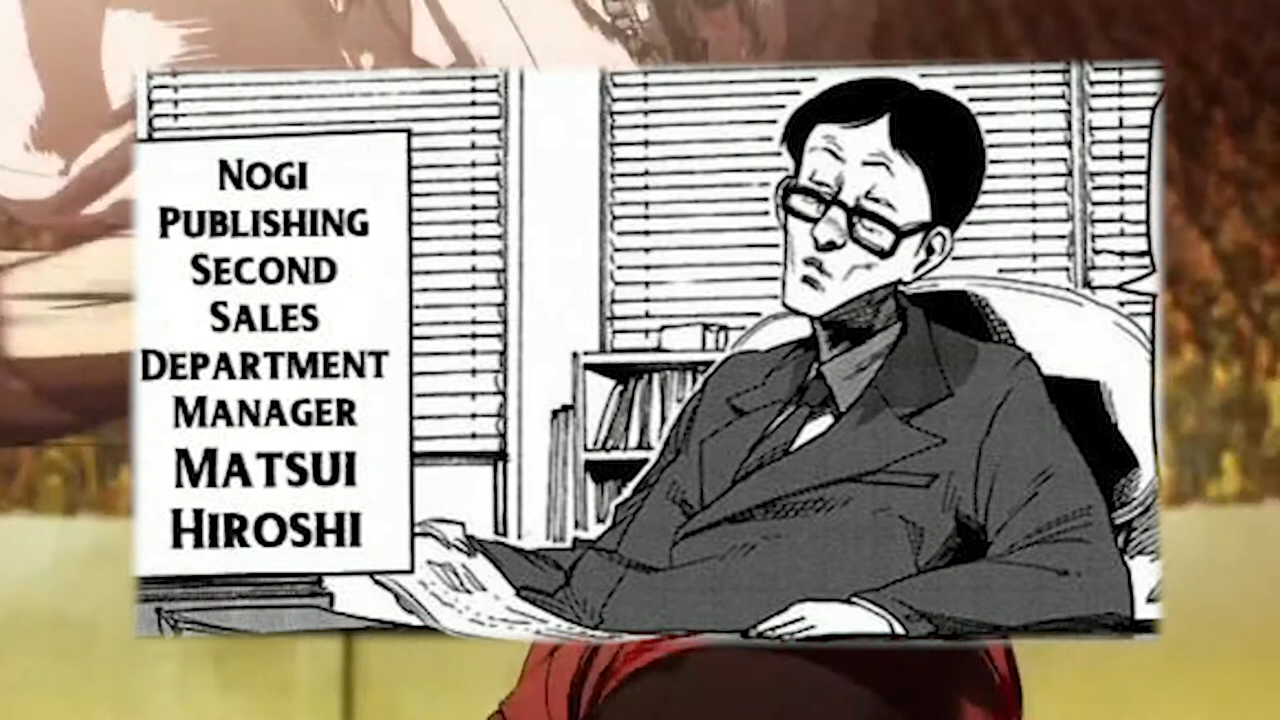 Nogi
Publishing
Second
Sales
Department
Manager
Matsui
Hiroshi